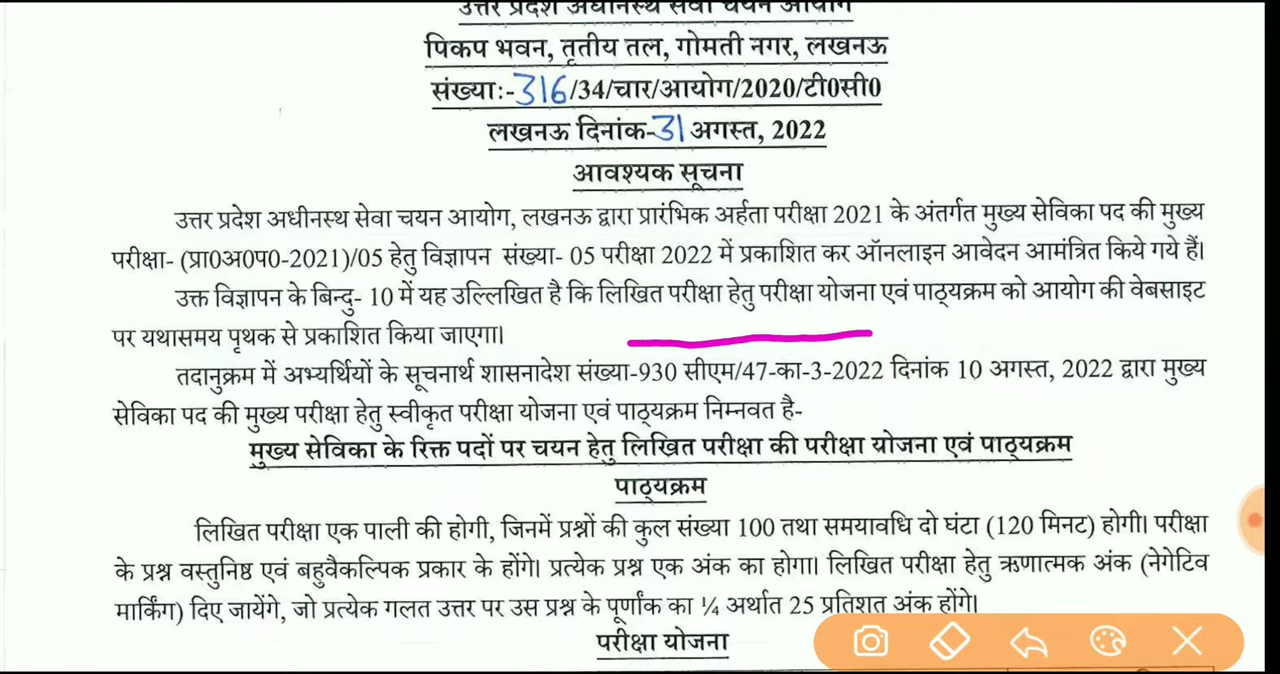 उत्तर प्रदेश अधीनस्थ सेवा चयन आयोग
पिकप भवन, तृतीय तल, गोमती नगर, लखनऊ
संख्याः-316/34/चार/आयोग/2020/टी0सी0
लखनऊ दिनांक-31 अगस्त, 2022
आवश्यक सूचना
उत्तर प्रदेश अधीनस्थ सेवा चयन आयोग, लखनऊ द्वारा प्रारंभिक अर्हता परीक्षा 2021 के अंतर्गत मुख्य सेविका पद की मुख्य
परीक्षा- (प्रा0अ0प0-2021)/05 हेतु विज्ञापन संख्या- 05 परीक्षा 2022 में प्रकाशित कर ऑनलाइन आवेदन आमंत्रित किये गये हैं।
उक्त विज्ञापन के बिन्दु- 10 में यह उल्लिखित है कि लिखित परीक्षा हेतु परीक्षा योजना एवं पाठ्यक्रम को आयोग की वेबसाइट
पर यथासमय पृथक से प्रकाशित किया जाएगा।
तदानुक्रम में अभ्यर्थियों के सूचनार्थ शासनादेश संख्या-930 सीएम/47-का-3-2022 दिनांक 10 अगस्त, 2022 द्वारा मुख्य
सेविका पद की मुख्य परीक्षा हेतु स्वीकृत परीक्षा योजना एवं पाठ्यक्रम निम्नवत है-
मुख्य सेविका के रिक्त पदों पर चयन हेतु लिखित परीक्षा की परीक्षा योजना एवं पाठ्यक्रम
पाठ्यक्रम
लिखित परीक्षा एक पाली की होगी, जिनमें प्रश्नों की कुल संख्या 100 तथा समयावधि दो घंटा (120 मिनट) होगी। परीक्षा
के प्रश्न वस्तुनिष्ठ एवं बहुवैकल्पिक प्रकार के होंगे। प्रत्येक प्रश्न एक अंक का होगा। लिखित परीक्षा हेतु ऋणात्मक अंक (नेगेटिव
मार्किंग) दिए जायेंगे, जो प्रत्येक गलत उत्तर पर उस प्रश्न के पूर्णांक का ¼ अर्थात 25 प्रतिशत अंक होंगे।
परीक्षा योजना